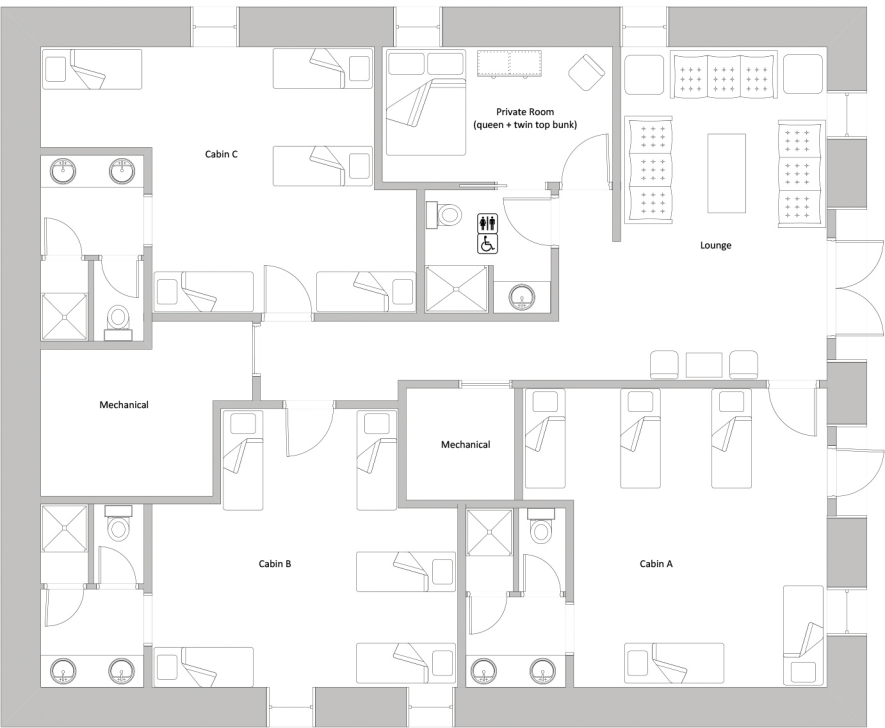 Private Room
(queen + twin top bunk)
Cabin C
Lounge
Mechanical
Mechanical
Cabin B
Cabin A